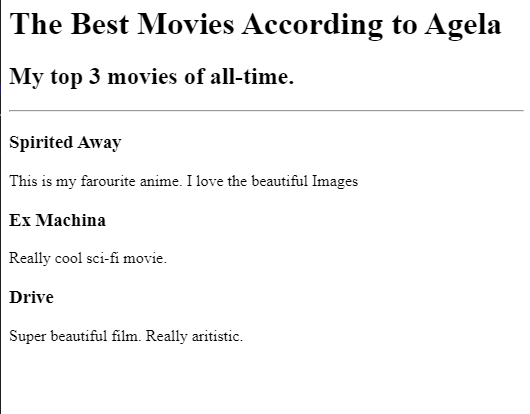 The Best Movies According to Agela
My top 3 movies of all-time.
Spirited Away
This is my farourite anime. I love the beautiful Images
Ex Machina
Really cool sci-fi movie.
Drive
Super beautiful film. Really aritistic.